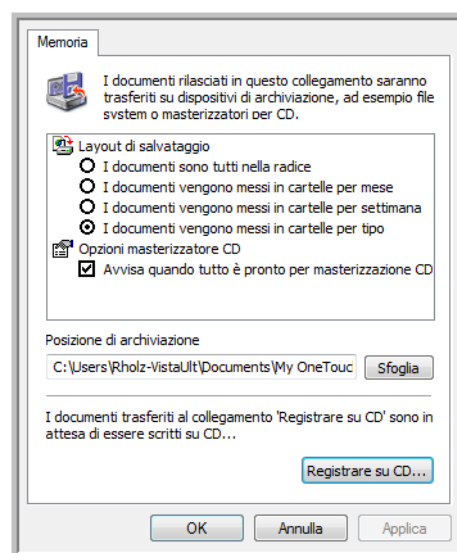 Memoria
I documenti rilasciati in questo collegamento saranno
trasferiti su dispositivi di archiviazione, ad esempio file
system o masterizzatori per CD.
Layout di salvataggio
I documenti sono tutti nella radice
I documenti vengono messi in cartelle per mese
I documenti vengono messi in cartelle per settimana
I documenti vengono messi in cartelle per tipo
Opzioni masterizzatore CD
Avvisa quando tutto è pronto per masterizzazione CD
Posizione di archiviazione
C:\Users\Rholz-VistaUlt\Documents\My OneTouc Sfoglia
I documenti trasferiti al collegamento 'Registrare su CD' sono in
attesa di essere scritti su CD...
Registrare su CD...
OK Annulla Applica